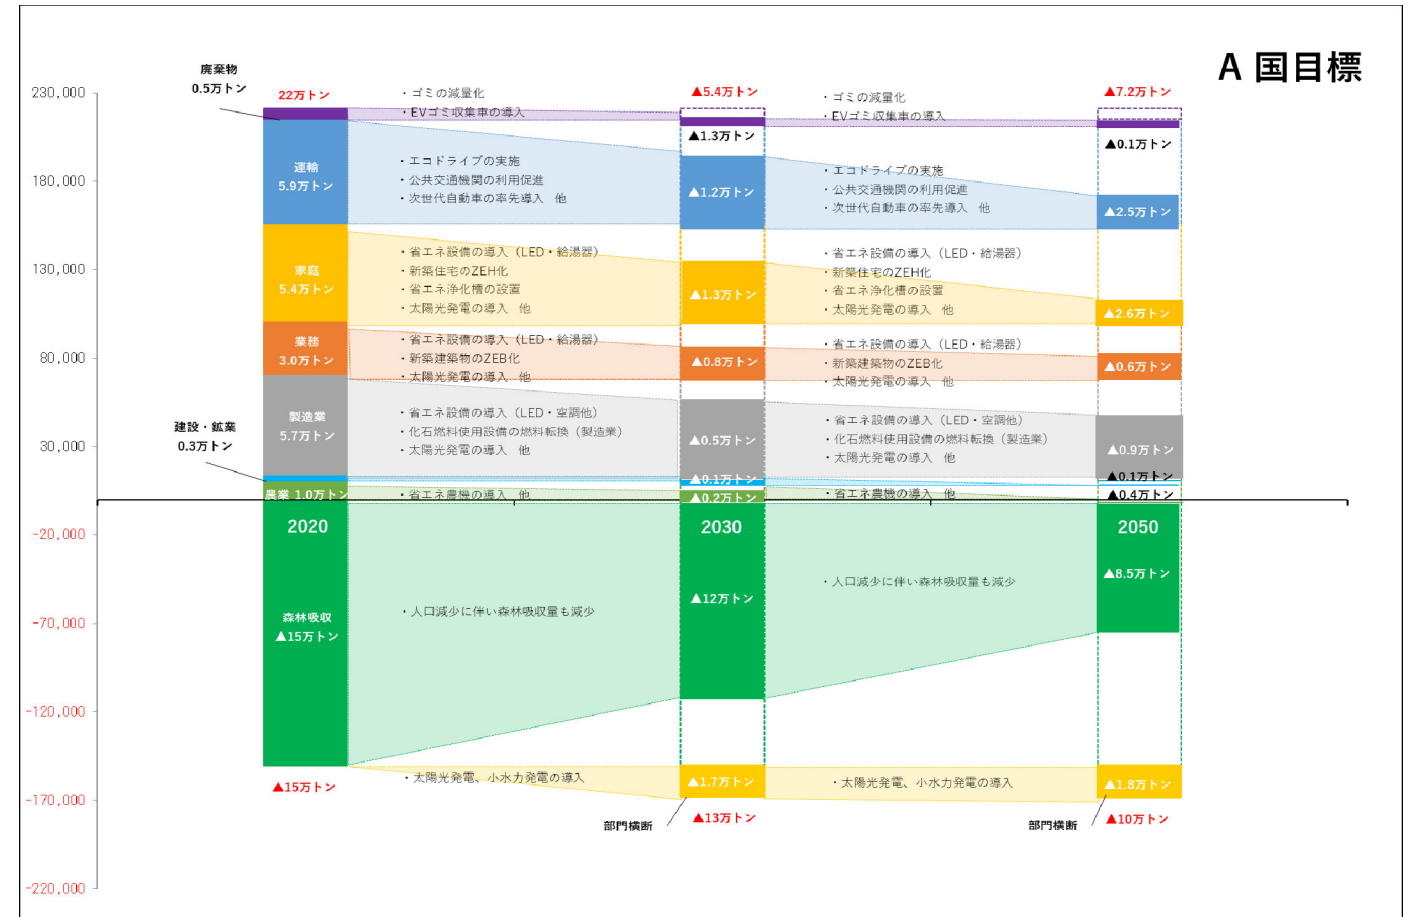 A 国目標
廃棄物
0.5万トン
22万トン
・ゴミの減量化
・EVゴミ収集車の導入
▲5.4万トン
・ゴミの減量化
・EVゴミ収集車の導入
▲7.2万トン
230,000
180,000
130,000
80,000
30,000
-20,000
-70,000
-120,000
-170,000
-220,000
運輸
5.9万トン
・エコドライブの実施
・公共交通機関の利用促進
・次世代自動車の率先導入 他
▲1.3万トン
▲1.2万トン
・エコドライブの実施
・公共交通機関の利用促進
・次世代自動車の率先導入 他
▲0.1万トン
▲2.5万トン
家庭
5.4万トン
・省エネ設備の導入（LED・給湯器）
・新築住宅のZEH化
・省エネ浄化槽の設置
・太陽光発電の導入 他
▲1.3万トン
・省エネ設備の導入（LED・給湯器）
・新築住宅のZEH化
・省エネ浄化槽の設置
・太陽光発電の導入 他
▲2.6万トン
業務
3.0万トン
・省エネ設備の導入（LED・給湯器）
・新築建築物のZEB化
・太陽光発電の導入 他
▲0.8万トン
・省エネ設備の導入（LED・給湯器）
・新築建築物のZEB化
・太陽光発電の導入 他
▲0.6万トン
製造業
5.7万トン
・省エネ設備の導入（LED・空調他）
・化石燃料使用設備の燃料転換（製造業）
・太陽光発電の導入 他
▲0.5万トン
・省エネ設備の導入（LED・空調他）
・化石燃料使用設備の燃料転換（製造業）
・太陽光発電の導入 他
▲0.9万トン
建設・鉱業
0.3万トン
▲0.1万トン
▲0.1万トン
農業 1.0万トン
・省エネ農機の導入 他
▲0.2万トン
・省エネ農機の導入 他
▲0.4万トン
2020
2030
2050
森林吸収
▲15万トン
・人口減少に伴い森林吸収量も減少
▲12万トン
・人口減少に伴い森林吸収量も減少
▲8.5万トン
▲15万トン
・太陽光発電、小水力発電の導入
▲1.7万トン
・太陽光発電、小水力発電の導入
▲1.8万トン
部門横断
▲13万トン
部門横断
▲10万トン